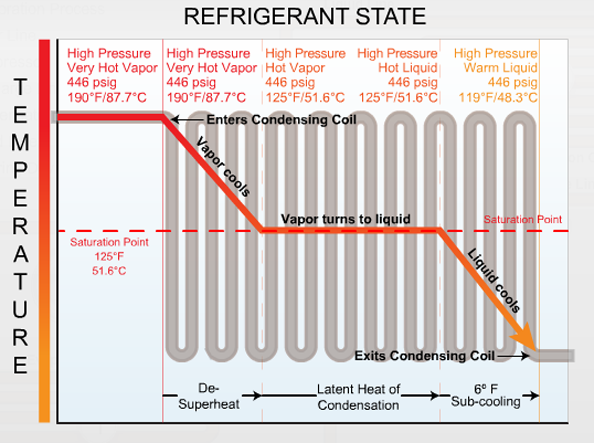 REFRIGERANT STATE
TEMPERATURE
High Pressure
Very Hot Vapor
446 psig
190°F/87.7°C
High Pressure
Very Hot Vapor
446 psig
190°F/87.7°C
High Pressure
Hot Vapor
446 psig
125°F/51.6°C
High Pressure
Hot Liquid
446 psig
125°F/51.6°C
High Pressure
Warm Liquid
446 psig
119°F/48.3°C
Enters Condensing Coil
Vapor cools
Vapor turns to liquid
Saturation Point
Saturation Point
125°F
51.6°C
Liquid cools
Exits Condensing Coil
De-
Superheat
Latent Heat of
Condensation
6º F
Sub-cooling